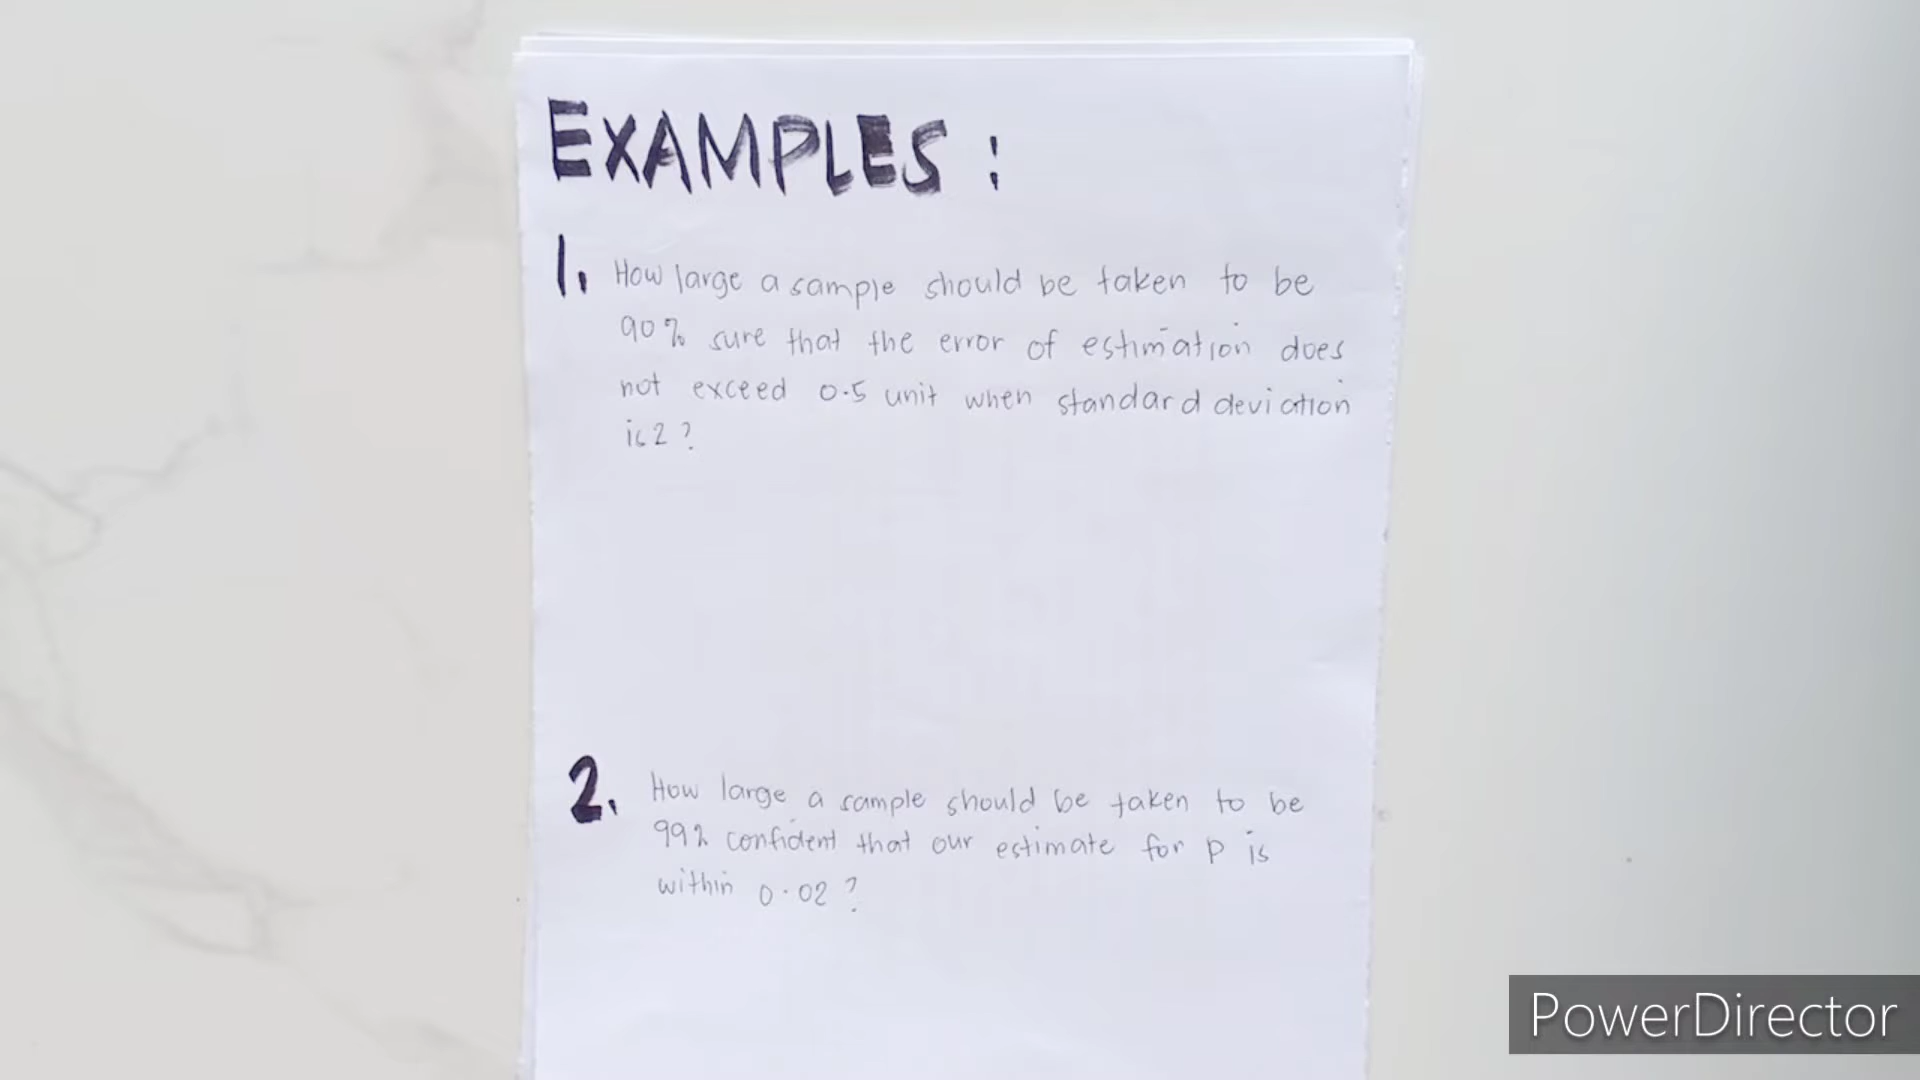 EXAMPLES :
1. How large a sample should be taken to be
90% sure that the error of estimation does
not exceed 0.5 unit when standard deviation
is 2 ?
2. How large a sample should be taken to be
99% confident that our estimate for p is
within 0.02 ?
PowerDirector